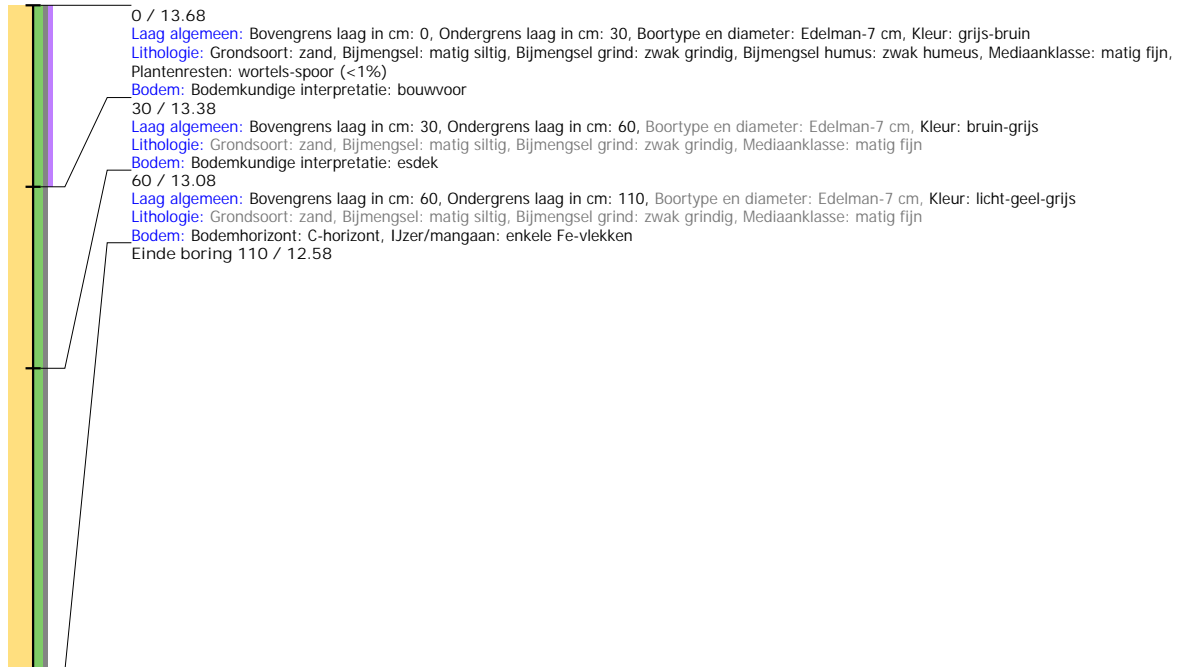 0 / 13.68
Laag algemeen: Bovengrens laag in cm: 0, Ondergrens laag in cm: 30, Boortype en diameter: Edelman-7 cm, Kleur: grijs-bruin
Lithologie: Grondsoort: zand, Bijmengsel: matig siltig, Bijmengsel grind: zwak grindig, Bijmengsel humus: zwak humeus, Mediaanklasse: matig fijn,
Plantenresten: wortels-spoor (<1%)
Bodem: Bodemkundige interpretatie: bouwvoor
30 / 13.38
Laag algemeen: Bovengrens laag in cm: 30, Ondergrens laag in cm: 60, Boortype en diameter: Edelman-7 cm, Kleur: bruin-grijs
Lithologie: Grondsoort: zand, Bijmengsel: matig siltig, Bijmengsel grind: zwak grindig, Mediaanklasse: matig fijn
Bodem: Bodemkundige interpretatie: esdek
60 / 13.08
Laag algemeen: Bovengrens laag in cm: 60, Ondergrens laag in cm: 110, Boortype en diameter: Edelman-7 cm, Kleur: licht-geel-grijs
Lithologie: Grondsoort: zand, Bijmengsel: matig siltig, Bijmengsel grind: zwak grindig, Mediaanklasse: matig fijn
Bodem: Bodemhorizont: C-horizont, IJzer/mangaan: enkele Fe-vlekken
Einde boring 110 / 12.58